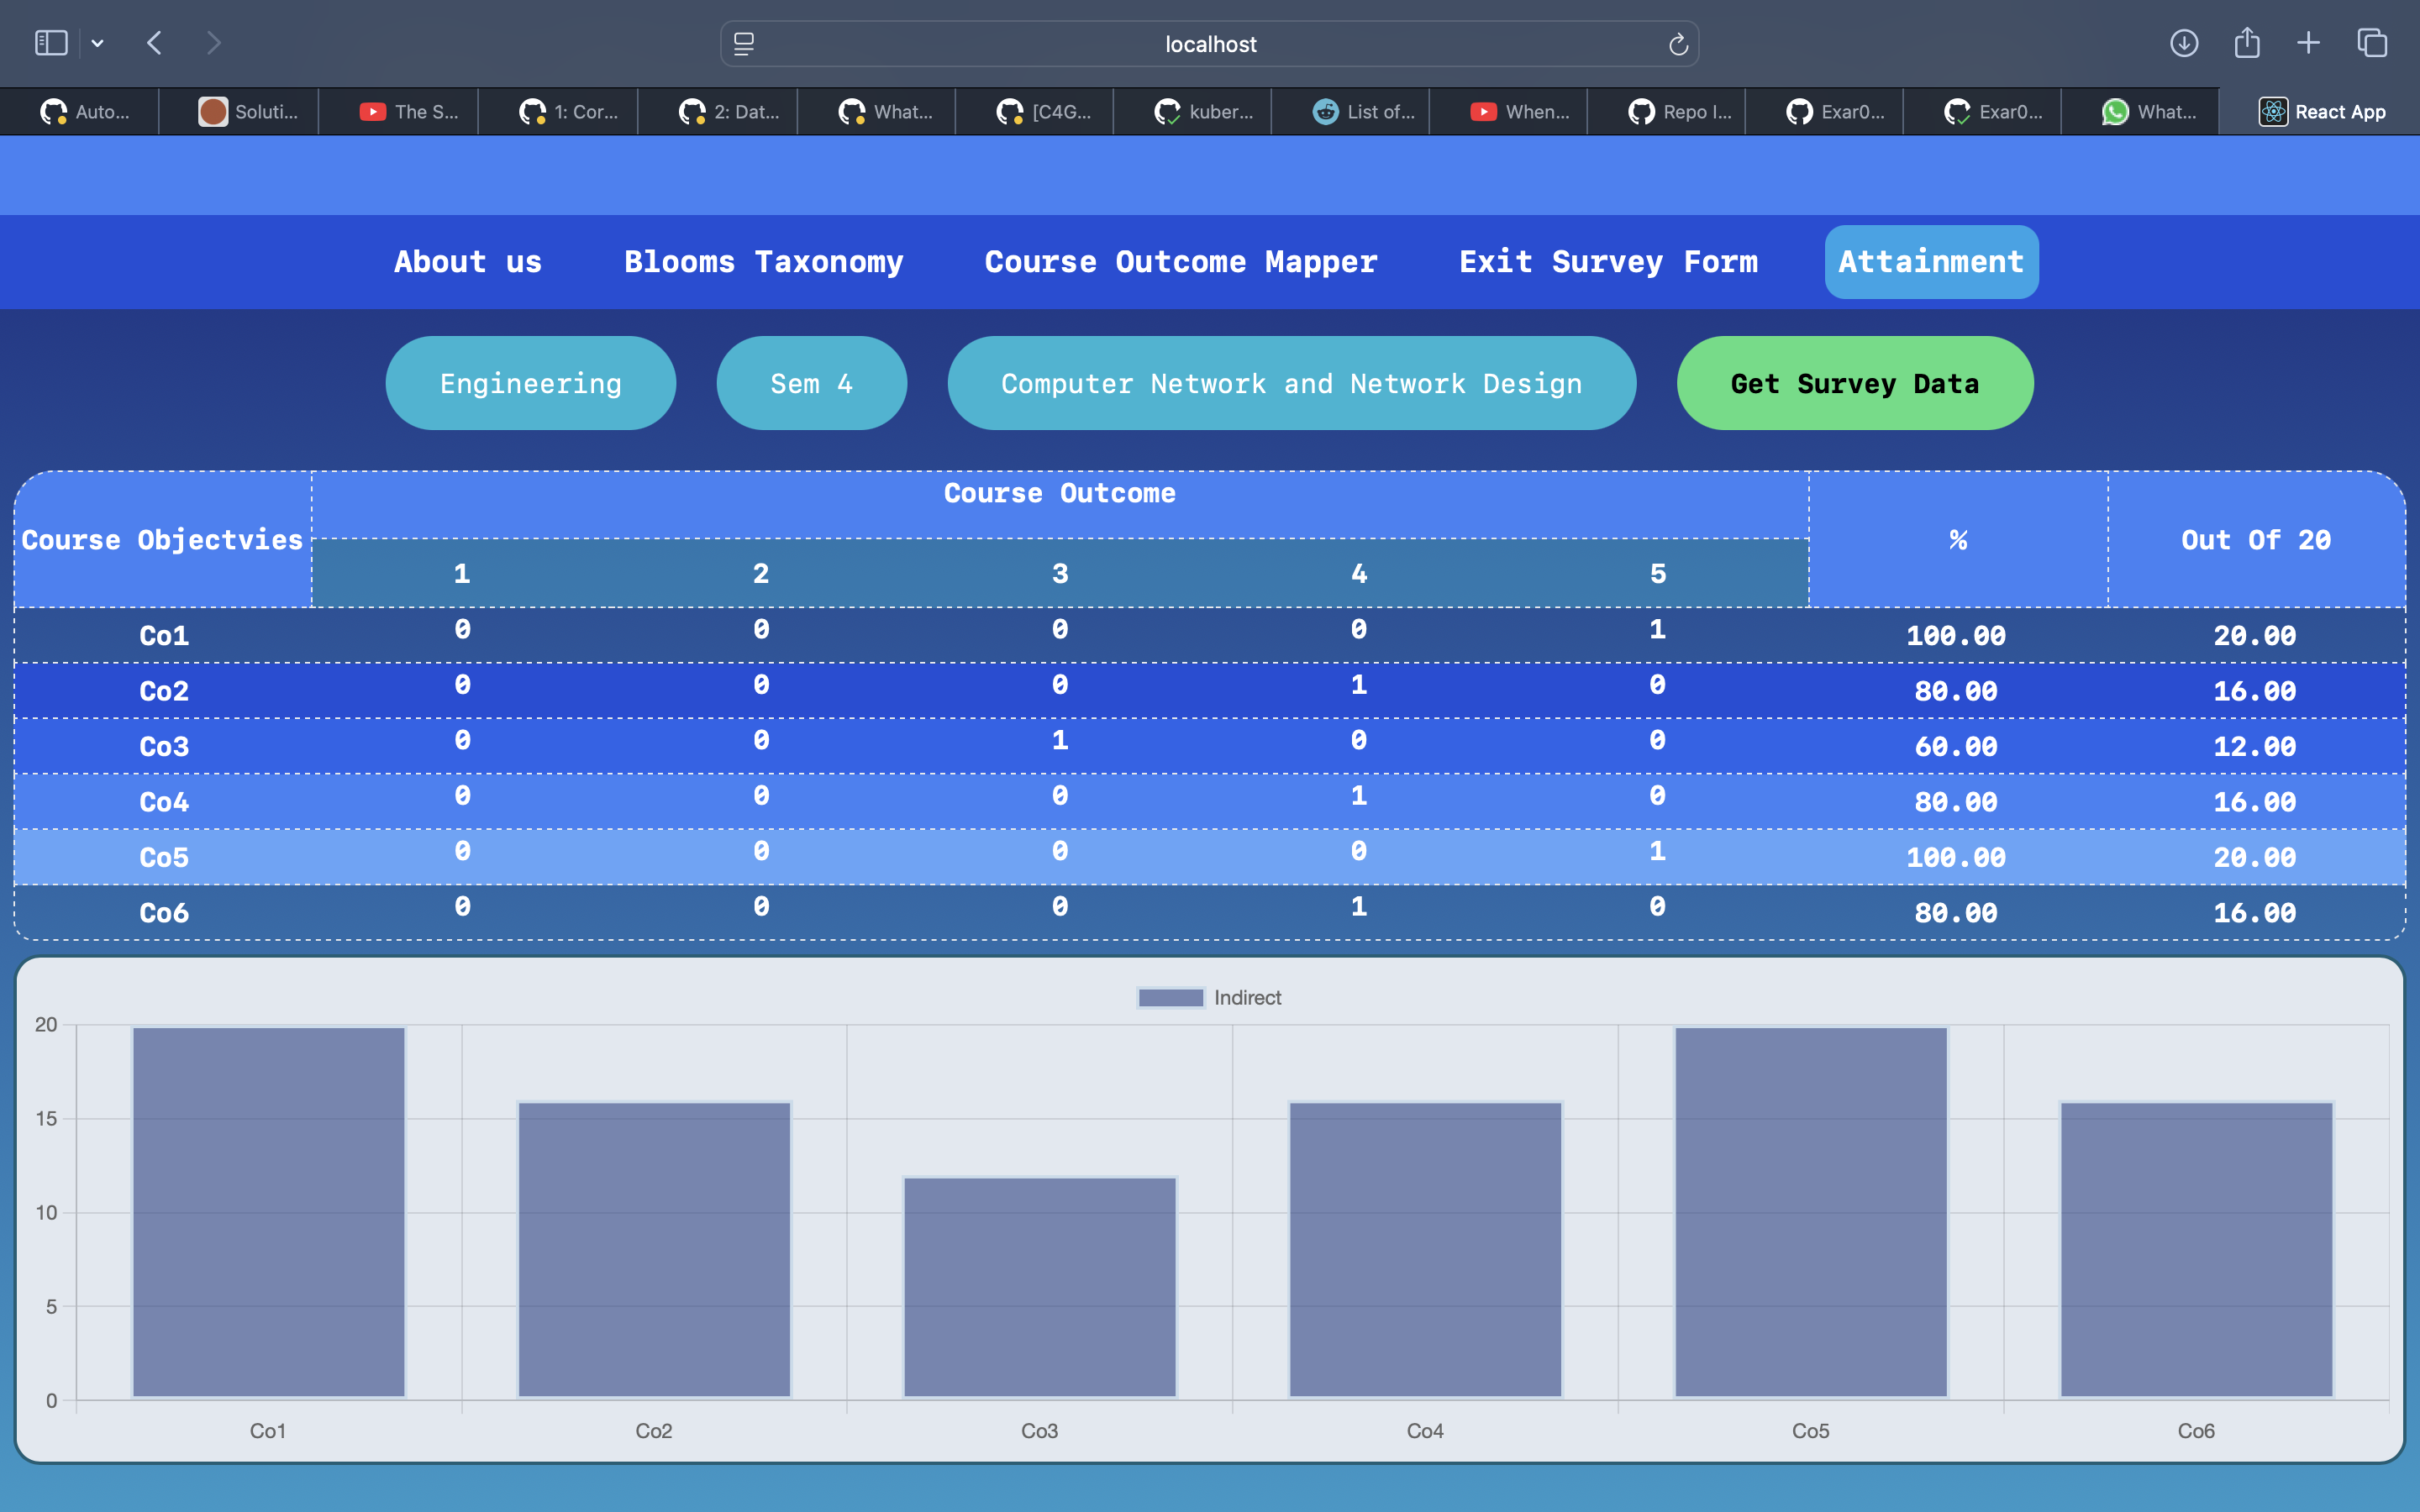 localhost
Auto... Soluti... The S... 1: Cor... 2: Dat... What... [C4G... kuber... List of... When... Repo I... Exar0... Exar0... What... React App
About us Blooms Taxonomy Course Outcome Mapper Exit Survey Form Attainment
Engineering Sem 4 Computer Network and Network Design Get Survey Data
Course Outcome
Course Objectvies % Out Of 20
1 2 3 4 5
Co1 0 0 0 0 1 100.00 20.00
Co2 0 0 0 1 0 80.00 16.00
Co3 0 0 1 0 0 60.00 12.00
Co4 0 0 0 1 0 80.00 16.00
Co5 0 0 0 0 1 100.00 20.00
Co6 0 0 0 1 0 80.00 16.00
Indirect
20
15
10
5
0
Co1 Co2 Co3 Co4 Co5 Co6